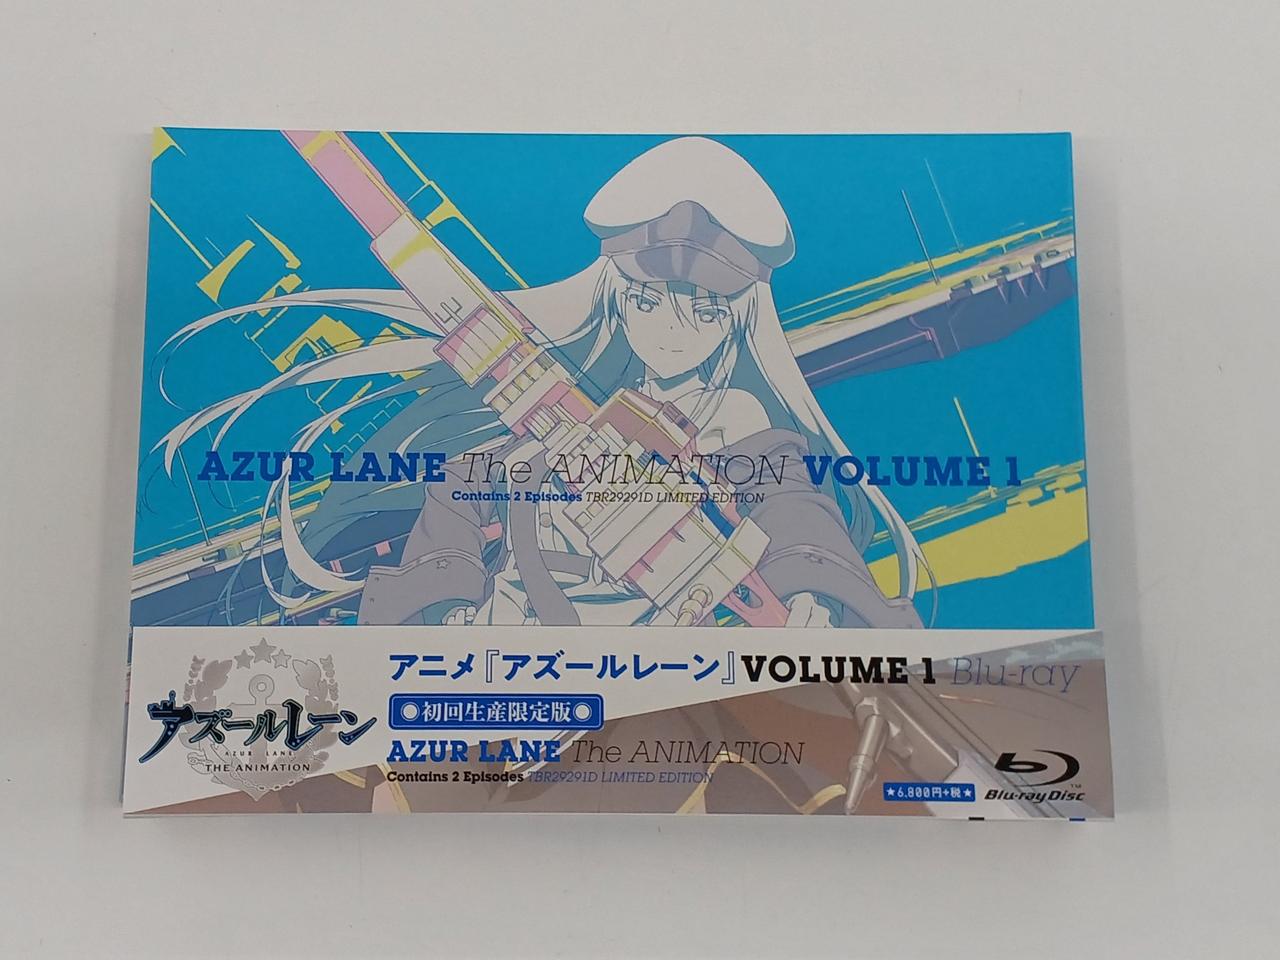 AZUR LANE The ANIMATION VOLUME 1
Contains 2 Episodes TBR29291D LIMITED EDITION
アニメ『アズールレーン』VOLUME 1 Blu-ray
初回生産限定版
AZUR LANE The ANIMATION
Contains 2 Episodes TBR29291D LIMITED EDITION
アズールレーン
AZUR LANE
THE ANIMATION
★6,800円+税★
Blu-ray Disc
TM